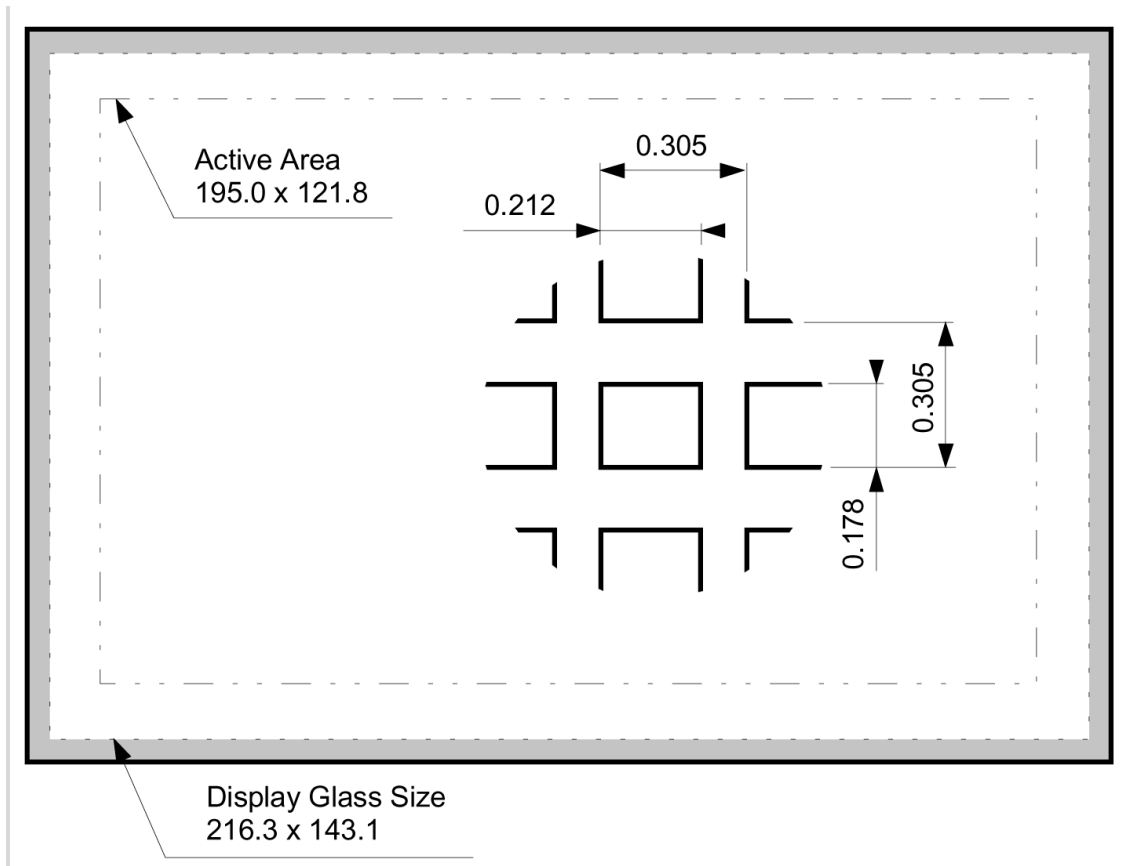 Active Area
195.0 x 121.8
0.305
0.212
0.305
0.178
Display Glass Size
216.3 x 143.1